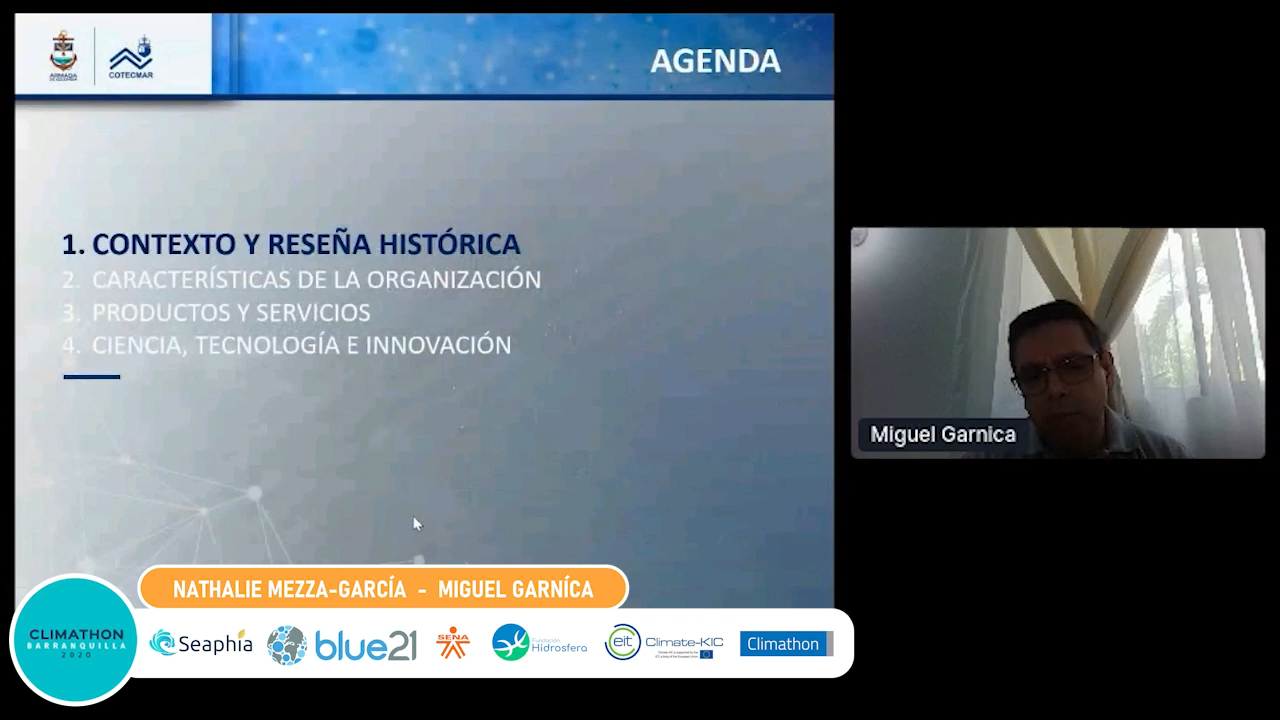 ARMADA
DE COLOMBIA
COTECMAR
AGENDA
1. CONTEXTO Y RESEÑA HISTÓRICA
2. CARACTERÍSTICAS DE LA ORGANIZACIÓN
3. PRODUCTOS Y SERVICIOS
4. CIENCIA, TECNOLOGÍA E INNOVACIÓN
Miguel Garnica
NATHALIE MEZZA-GARCÍA - MIGUEL GARNÍCA
CLIMATHON
BARRANQUILLA
2020
Seaphia
blue21
SENA
Fundación
Hidrosfera
eit
Climate-KIC
Climathon